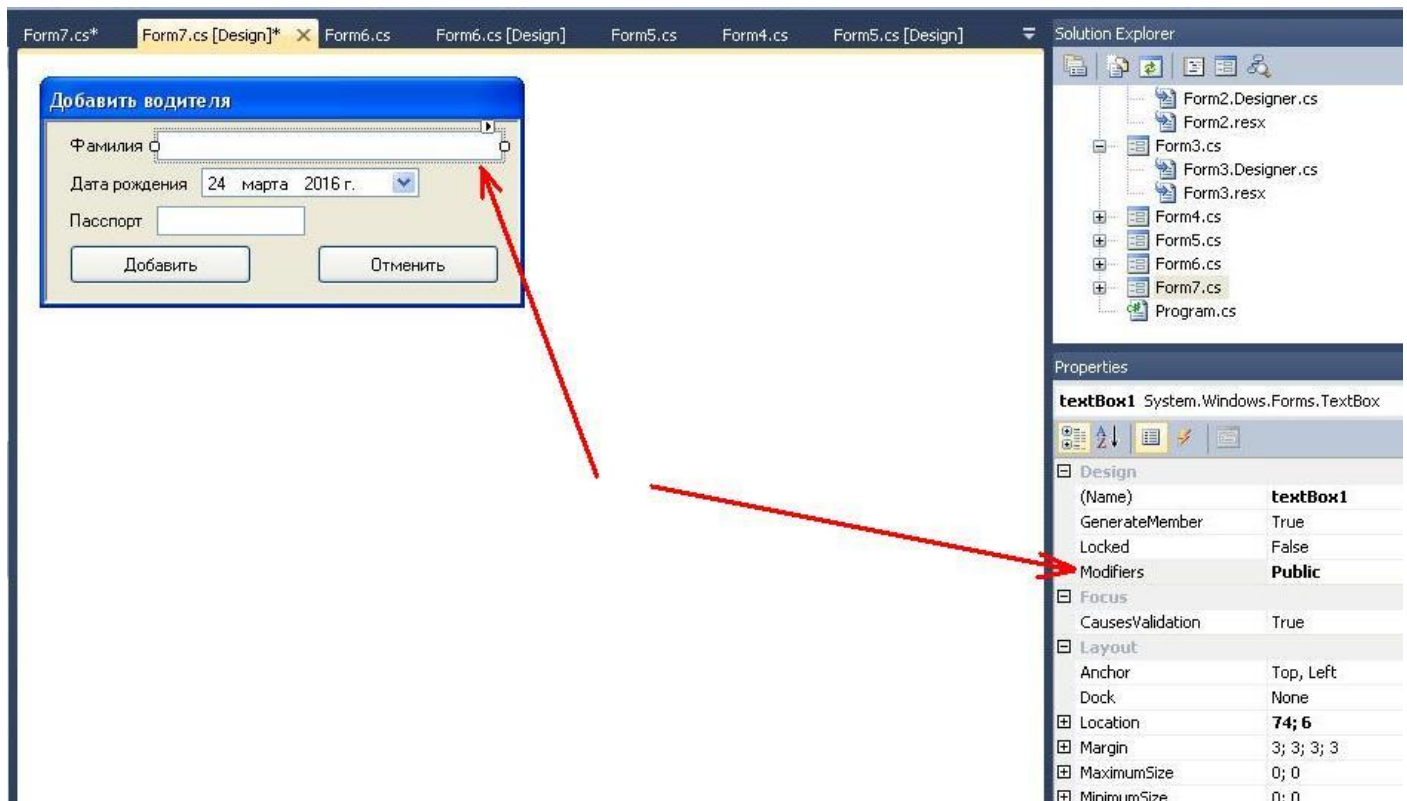 Form7.cs* Form7.cs [Design]* Form6.cs Form6.cs [Design] Form5.cs Form4.cs Form5.cs [Design]
Добавить водителя
Фамилия
Дата рождения 24 марта 2016 г.
Пасспорт
Добавить Отменить
Solution Explorer
Form2.Designer.cs
Form2.resx
Form3.cs
Form3.Designer.cs
Form3.resx
Form4.cs
Form5.cs
Form6.cs
Form7.cs
Program.cs
Properties
textBox1 System.Windows.Forms.TextBox
Design
(Name) textBox1
GenerateMember True
Locked False
Modifiers Public
Focus
CausesValidation True
Layout
Anchor Top, Left
Dock None
Location 74; 6
Margin 3; 3; 3; 3
MaximumSize 0; 0
MinimumSize 0; 0